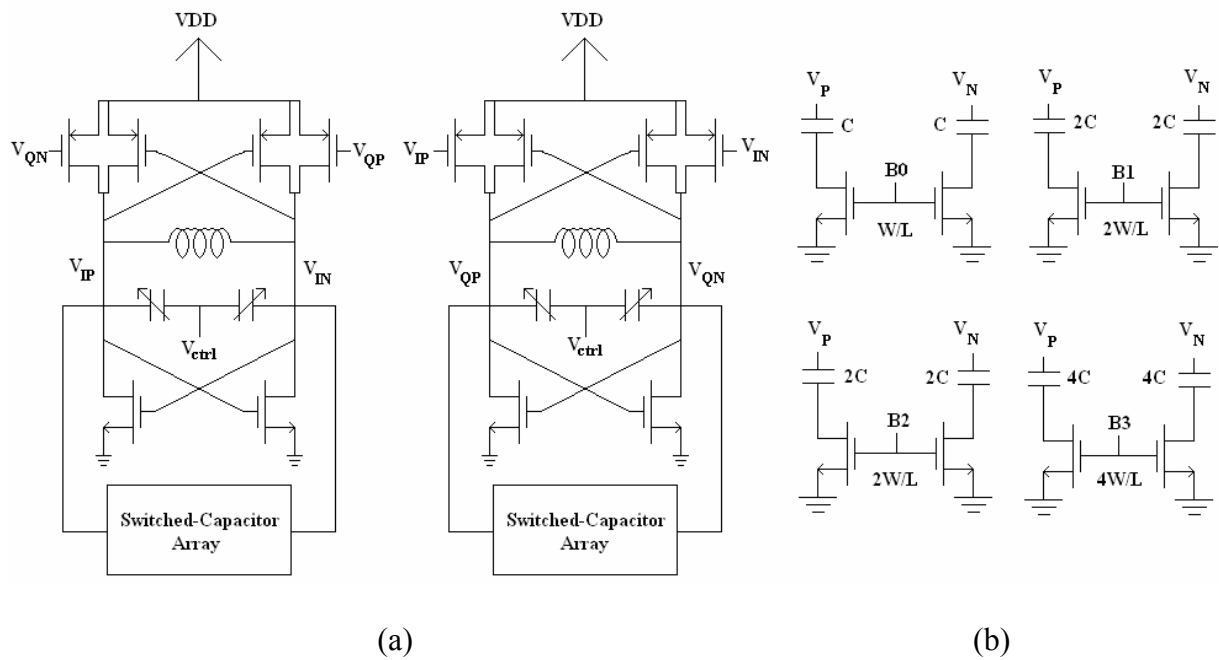 VDD
VDD
V_QN
V_QP
V_IP
V_IN
V_IP
V_IN
V_ctrl
Switched-Capacitor
Array
V_QP
V_QN
V_ctrl
Switched-Capacitor
Array
(a)
V_P
V_N
C
C
B0
W/L
V_P
V_N
2C
2C
B1
2W/L
V_P
V_N
2C
2C
B2
2W/L
V_P
V_N
4C
4C
B3
4W/L
(b)